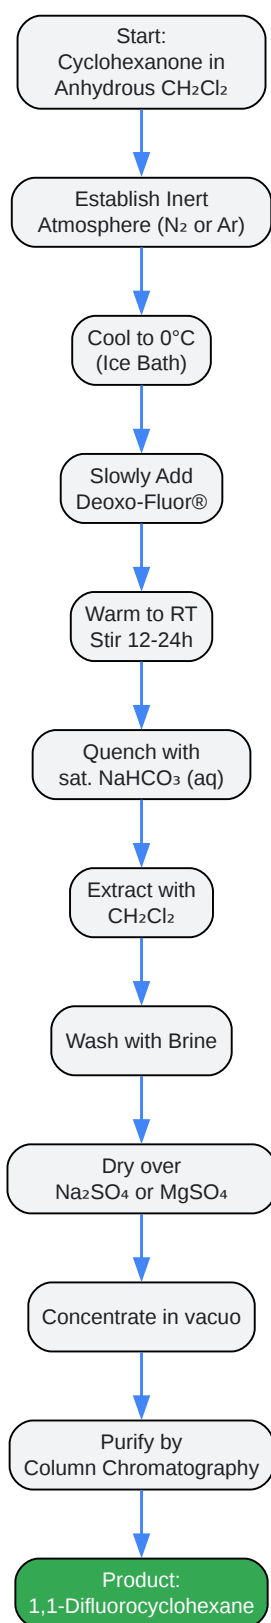 Start:
Cyclohexanone in
Anhydrous CH₂Cl₂
Establish Inert
Atmosphere (N₂ or Ar)
Cool to 0°C
(Ice Bath)
Slowly Add
Deoxo-Fluor®
Warm to RT
Stir 12-24h
Quench with
sat. NaHCO₃ (aq)
Extract with
CH₂Cl₂
Wash with Brine
Dry over
Na₂SO₄ or MgSO₄
Concentrate in vacuo
Purify by
Column Chromatography
Product:
1,1-Difluorocyclohexane